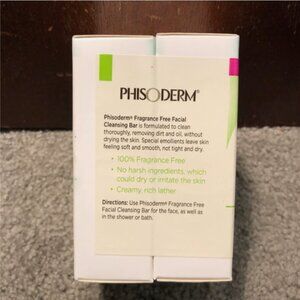 PHISODERM®
Phisoderm® Fragrance Free Facial
Cleansing Bar is formulated to clean
thoroughly, removing dirt and oil, without
drying the skin. Special emollients leave skin
feeling soft and smooth, not tight and dry.
• 100% Fragrance Free
• No harsh ingredients, which
could dry or irritate the skin
• Creamy, rich lather
Directions: Use Phisoderm® Fragrance Free
Facial Cleansing Bar for the face, as well as
in the shower or bath.